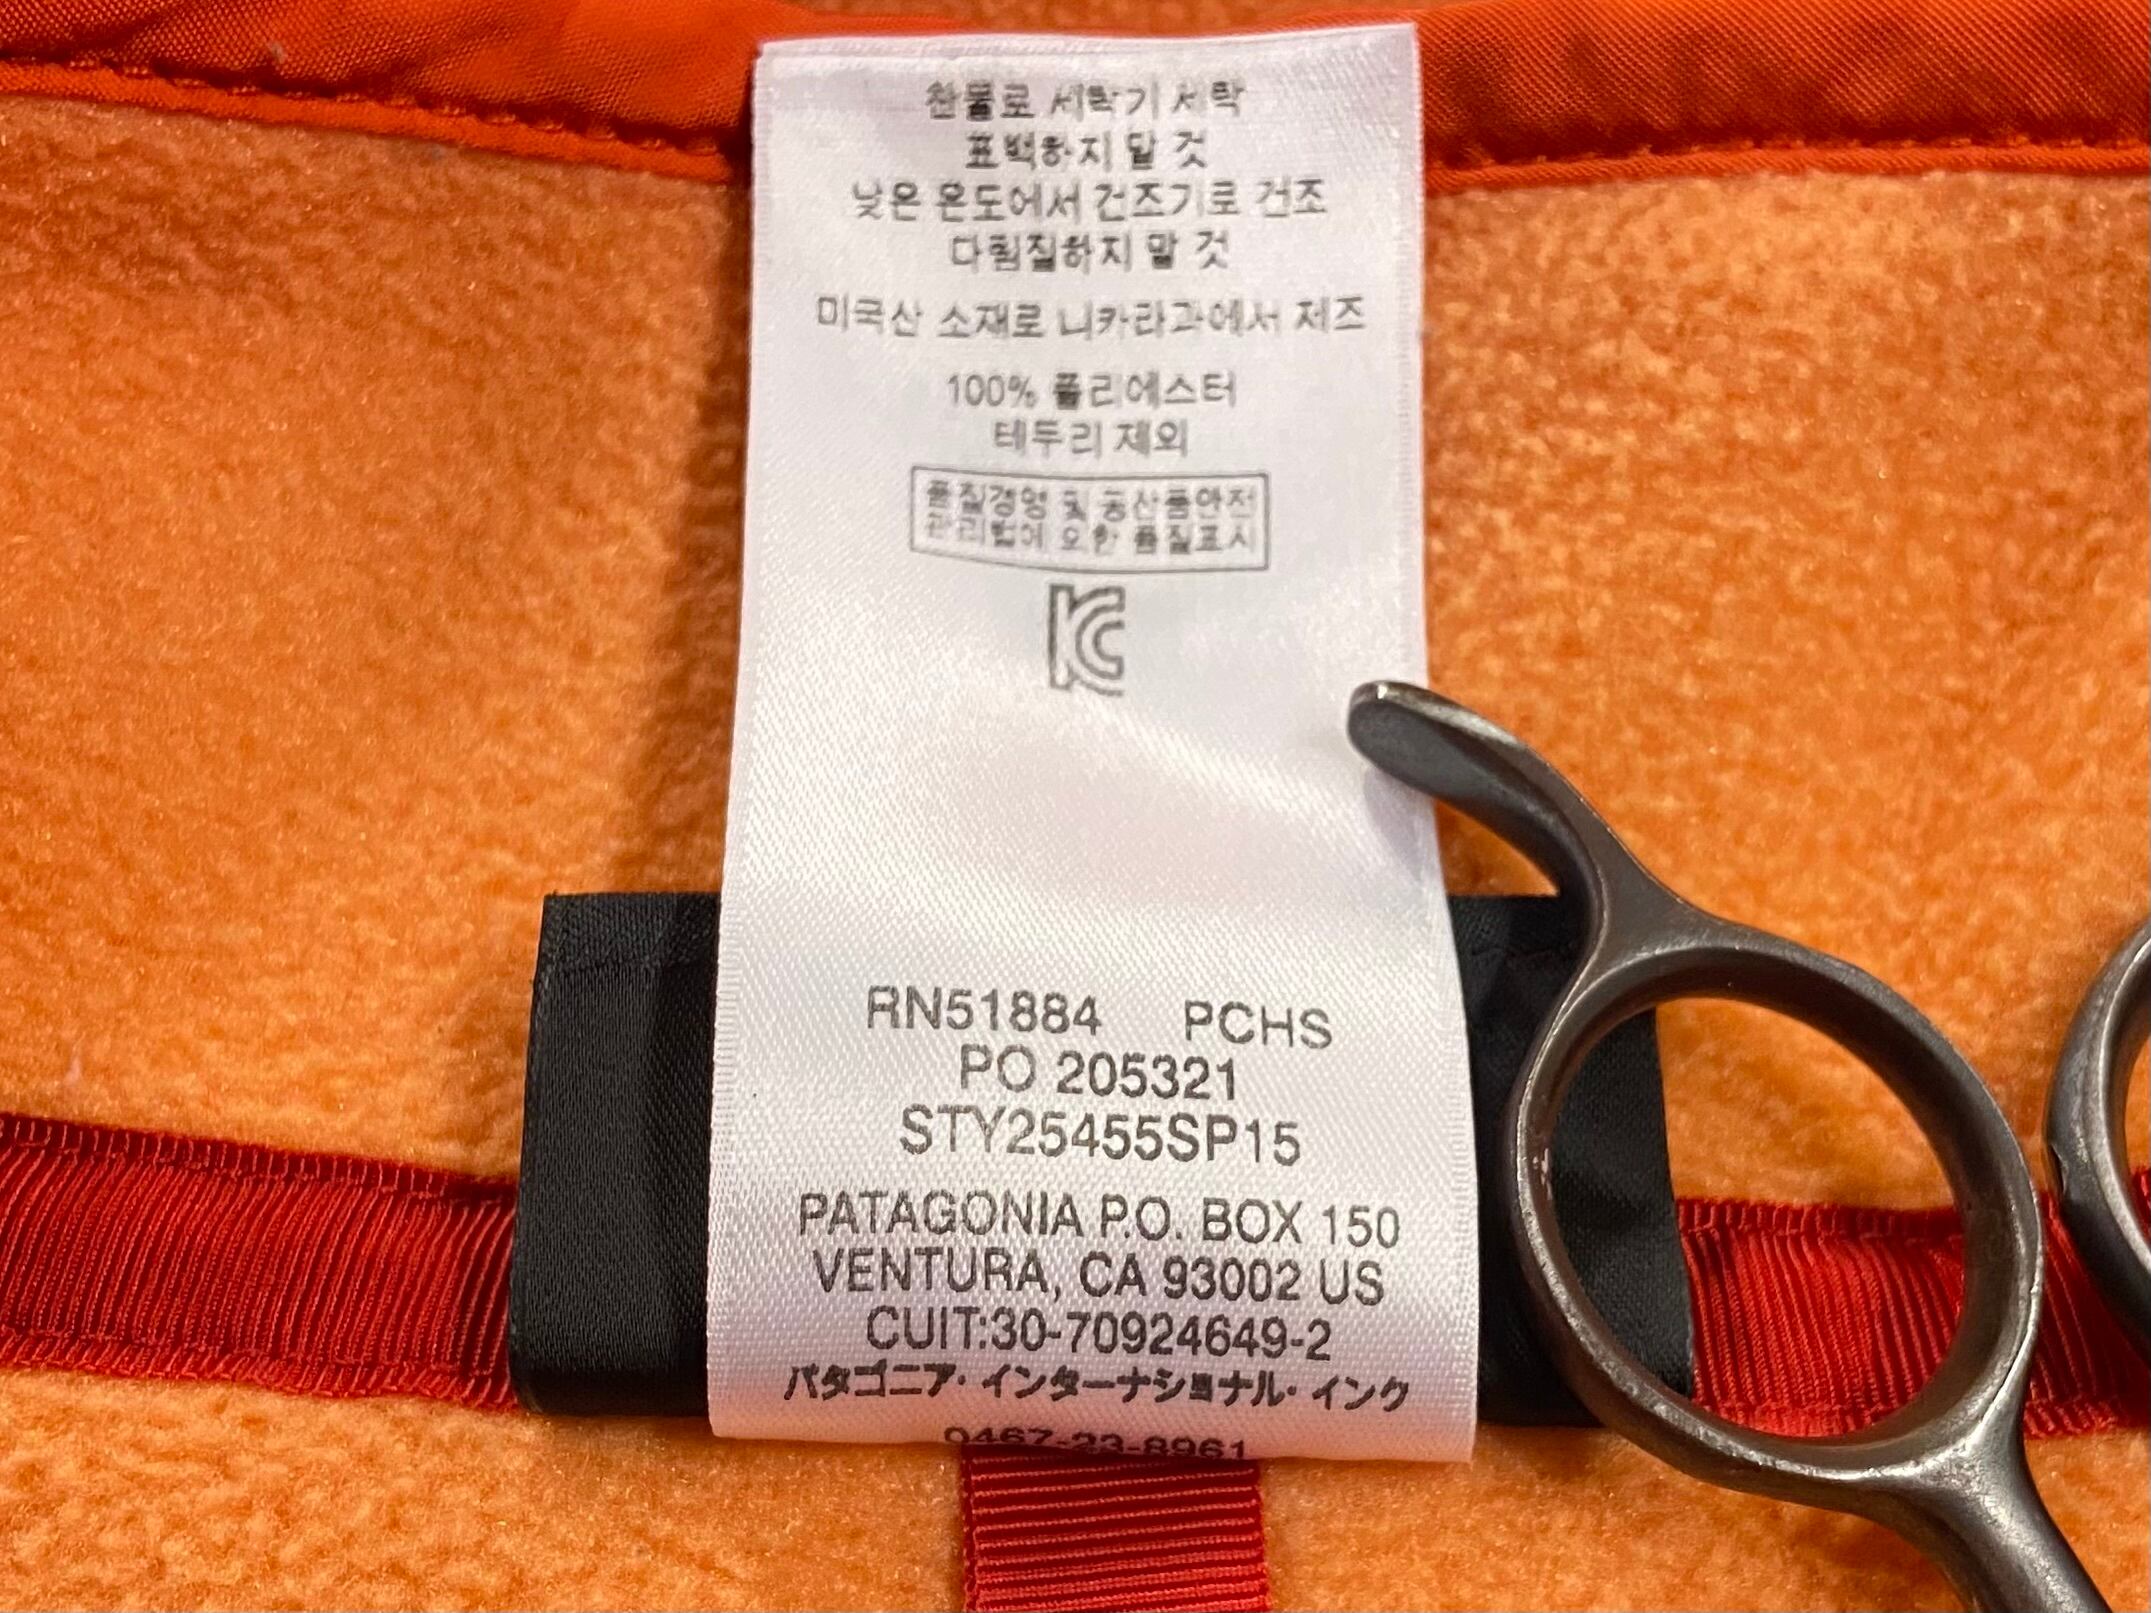 찬물로 세탁기 세탁
표백하지 말 것
낮은 온도에서 건조기로 건조
다림질하지 말 것
미국산 소재로 니카라과에서 제조
100% 폴리에스터
테두리 제외
품질경영 및 공산품안전
관리법에 의한 품질표시
KC
RN51884 PCHS
PO 205321
STY25455SP15
PATAGONIA P.O. BOX 150
VENTURA, CA 93002 US
CUIT:30-70924649-2
パタゴニア・インターナショナル・インク
0467-23-8961